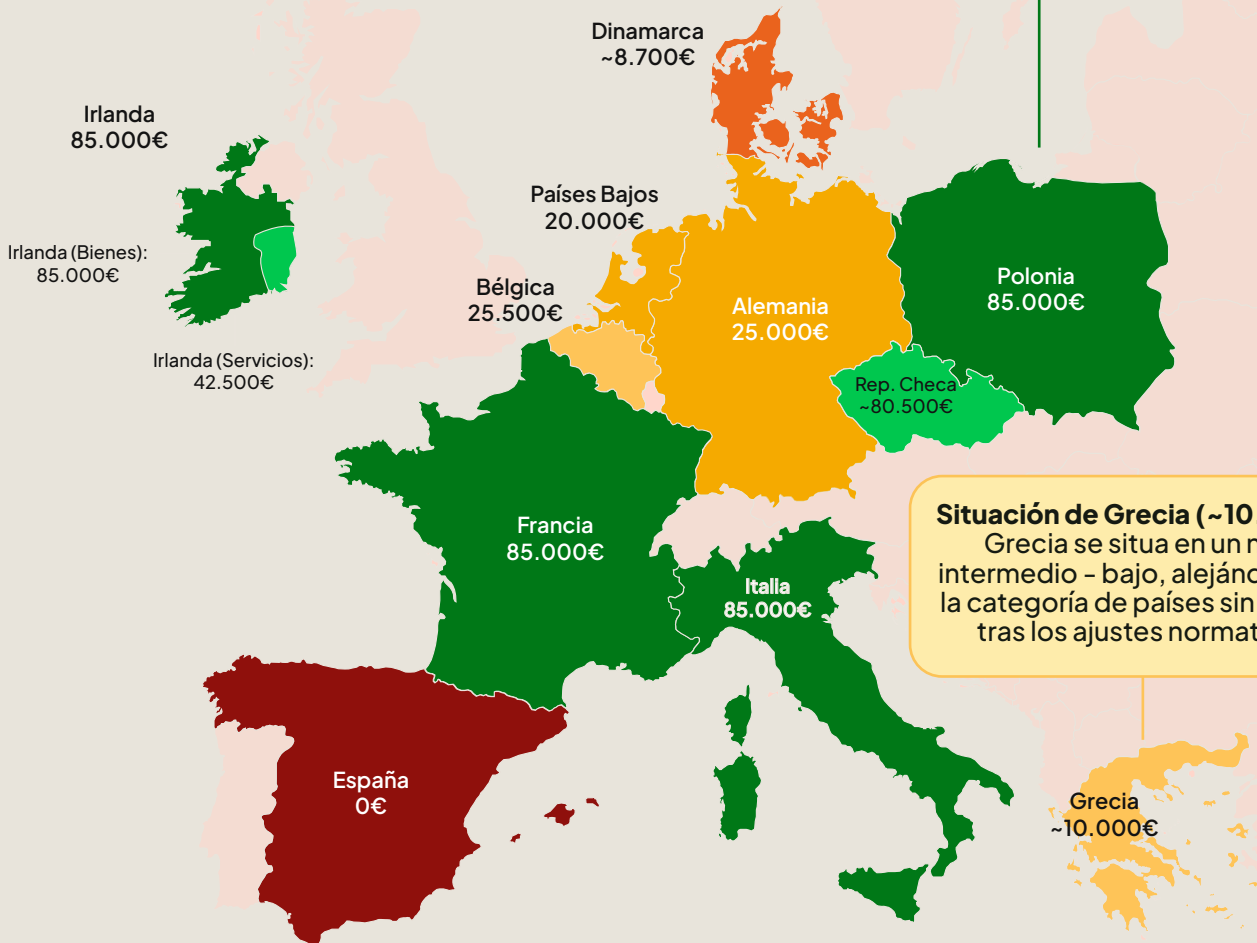 Dinamarca
~8.700€
Irlanda
85.000€
Países Bajos
20.000€
Irlanda (Bienes):
85.000€
Bélgica
25.500€
Alemania
25.000€
Polonia
85.000€
Irlanda (Servicios):
42.500€
Rep. Checa
~80.500€
Francia
85.000€
Situación de Grecia (~10
Grecia se situa en un
intermedio - bajo,
la categoría de países sin
tras los ajustes
Italia
85.000€
España
0€
Grecia
~10.000€